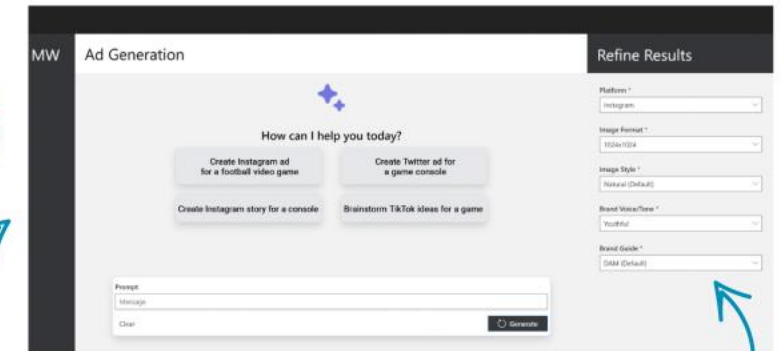 MW
Ad Generation
Refine Results
How can I help you today?
Create Instagram ad
for a football video game
Create Twitter ad for
a game console
Create Instagram story for a console
Brainstorm TikTok ideas for a game
Prompt
Message
Clear
Generate
Platform *
Instagram
Image Format *
1024x1024
Image Style *
Natural (Default)
Brand Voice/Tone *
Youthful
Brand Guide *
DAM (Default)